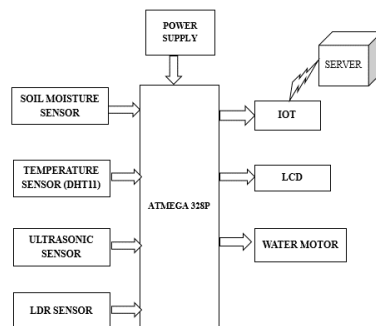 POWER
SUPPLY
SERVER
SOIL MOISTURE
SENSOR
IOT
TEMPERATURE
SENSOR (DHT11)
LCD
ATMEGA 328P
ULTRASONIC
SENSOR
WATER MOTOR
LDR SENSOR